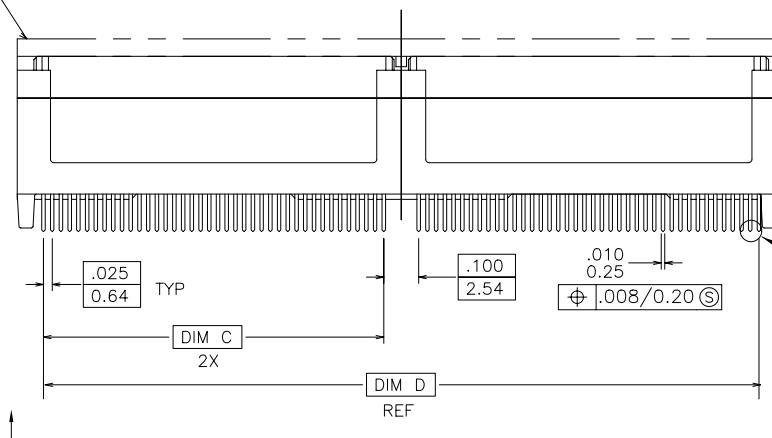 .025
0.64
TYP
.100
2.54
.010
0.25
⌖ .008/0.20 Ⓢ
DIM C
2X
DIM D
REF